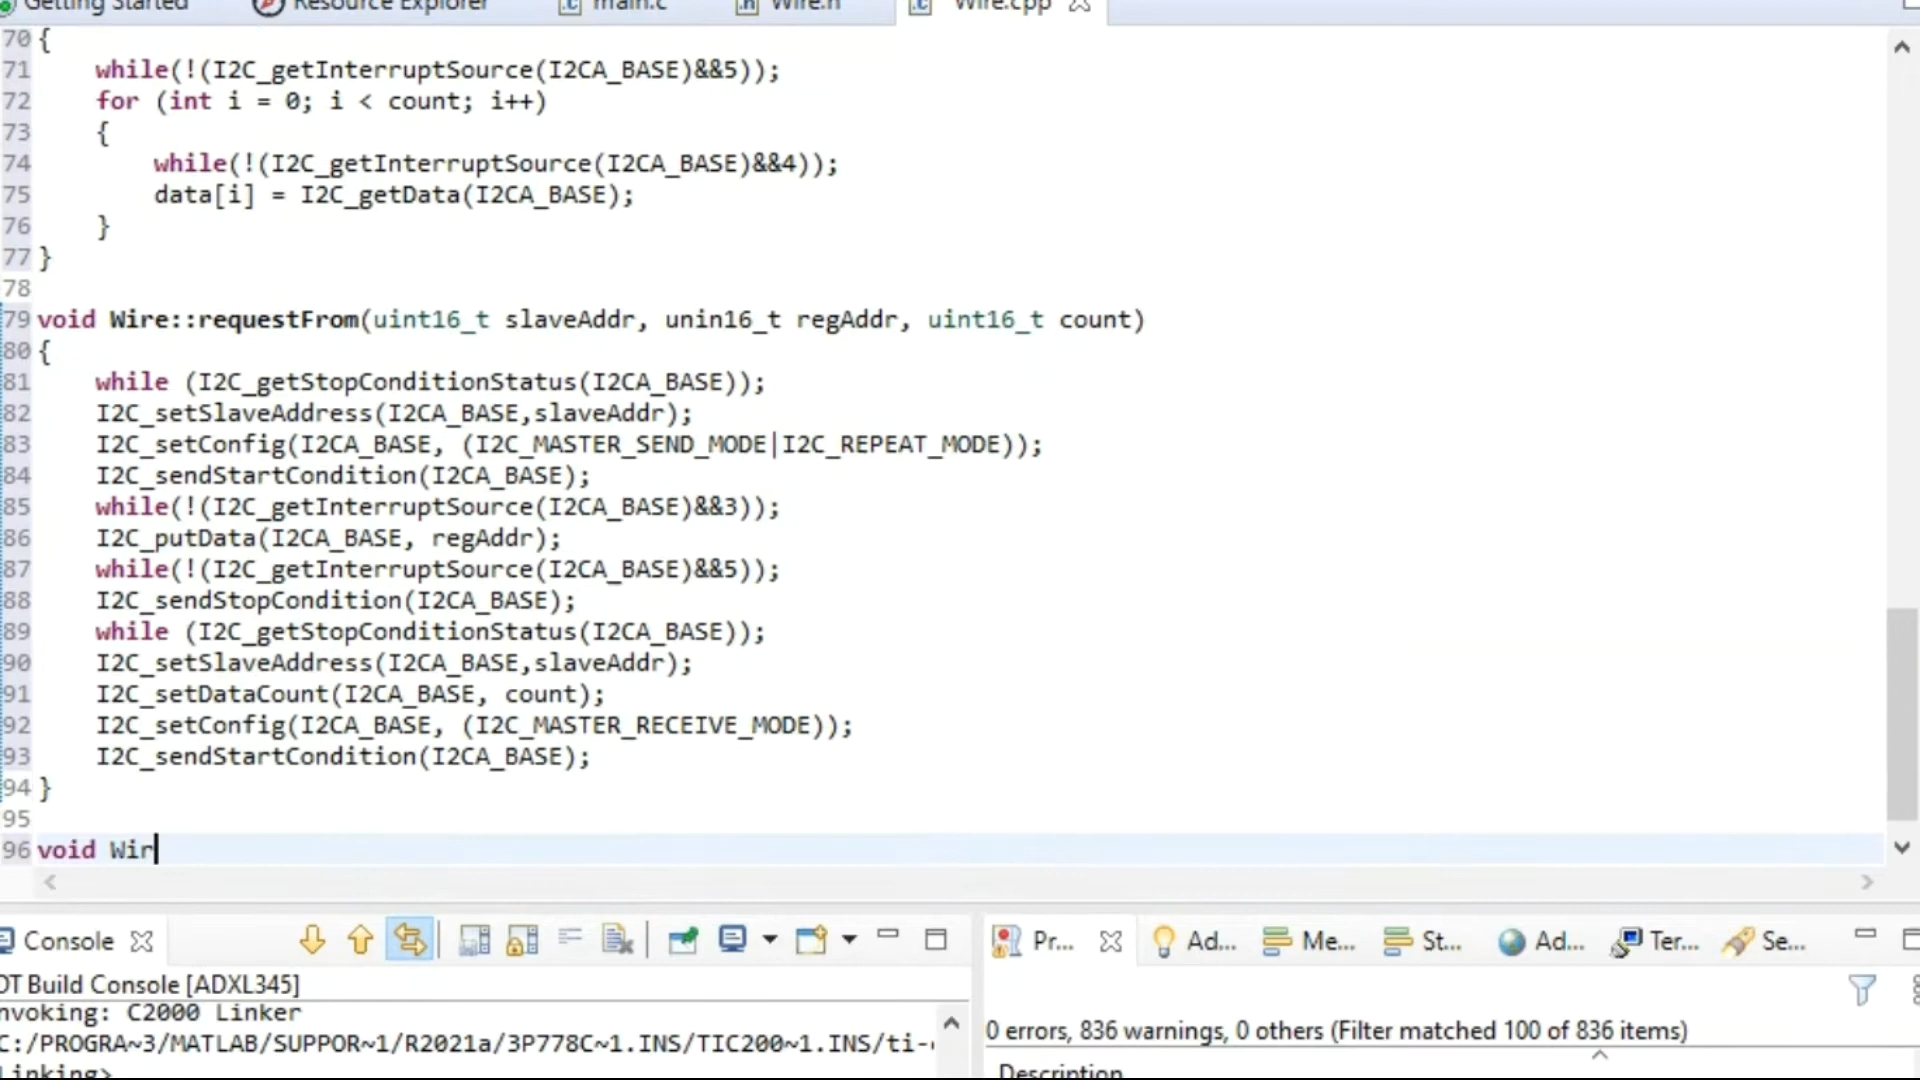 Getting Started Resource Explorer main.c Wire.h Wire.cpp
70 {
71 while(!(I2C_getInterruptSource(I2CA_BASE)&&5));
72 for (int i = 0; i < count; i++)
73 {
74 while(!(I2C_getInterruptSource(I2CA_BASE)&&4));
75 data[i] = I2C_getData(I2CA_BASE);
76 }
77 }
78
79 void Wire::requestFrom(uint16_t slaveAddr, unin16_t regAddr, uint16_t count)
80 {
81 while (I2C_getStopConditionStatus(I2CA_BASE));
82 I2C_setSlaveAddress(I2CA_BASE,slaveAddr);
83 I2C_setConfig(I2CA_BASE, (I2C_MASTER_SEND_MODE|I2C_REPEAT_MODE));
84 I2C_sendStartCondition(I2CA_BASE);
85 while(!(I2C_getInterruptSource(I2CA_BASE)&&3));
86 I2C_putData(I2CA_BASE, regAddr);
87 while(!(I2C_getInterruptSource(I2CA_BASE)&&5));
88 I2C_sendStopCondition(I2CA_BASE);
89 while (I2C_getStopConditionStatus(I2CA_BASE));
90 I2C_setSlaveAddress(I2CA_BASE,slaveAddr);
91 I2C_setDataCount(I2CA_BASE, count);
92 I2C_setConfig(I2CA_BASE, (I2C_MASTER_RECEIVE_MODE));
93 I2C_sendStartCondition(I2CA_BASE);
94 }
95
96 void Wir
Console
DT Build Console [ADXL345]
nvoking: C2000 Linker
C:/PROGRA~3/MATLAB/SUPPOR~1/R2021a/3P778C~1.INS/TIC200~1.INS/ti-
Linking>
Pr... Ad... Me... St... Ad... Ter... Se...
0 errors, 836 warnings, 0 others (Filter matched 100 of 836 items)
Description